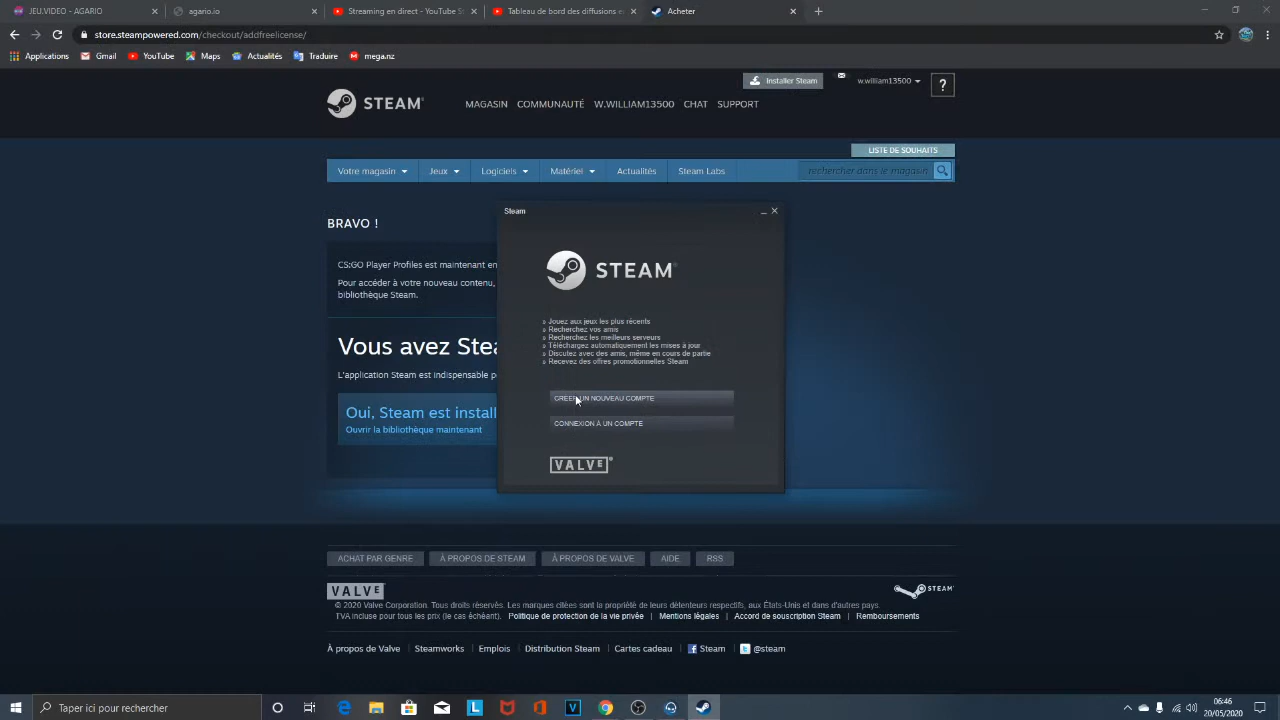 JEU.VIDEO - AGARIO
agario.io
Streaming en direct - YouTube S
Tableau de bord des diffusions e
Acheter
store.steampowered.com/checkout/addfreelicense/
Applications
Gmail
YouTube
Maps
Actualités
Traduire
mega.nz
Installer Steam
w.william13500
?
STEAM
MAGASIN
COMMUNAUTÉ
W.WILLIAM13500
CHAT
SUPPORT
LISTE DE SOUHAITS
Votre magasin
Jeux
Logiciels
Matériel
Actualités
Steam Labs
rechercher dans le magasin
BRAVO !
CS:GO Player Profiles est maintenant en
Pour accéder à votre nouveau contenu,
bibliothèque Steam.
Vous avez Stea
L'application Steam est indispensable p
Oui, Steam est install
Ouvrir la bibliothèque maintenant
Steam
STEAM
» Jouez aux jeux les plus récents
» Recherchez vos amis
» Recherchez les meilleurs serveurs
» Téléchargez automatiquement les mises à jour
» Discutez avec des amis, même en cours de partie
» Recevez des offres promotionnelles Steam
CRÉER UN NOUVEAU COMPTE
CONNEXION À UN COMPTE
VALVE
ACHAT PAR GENRE
À PROPOS DE STEAM
À PROPOS DE VALVE
AIDE
RSS
VALVE
STEAM
© 2020 Valve Corporation. Tous droits réservés. Les marques citées sont la propriété de leurs détenteurs respectifs, aux États-Unis et dans d'autres pays.
TVA incluse pour tous les prix (le cas échéant).
Politique de protection de la vie privée | Mentions légales | Accord de souscription Steam | Remboursements
À propos de Valve | Steamworks | Emplois | Distribution Steam | Cartes cadeau | Steam | @steam
Taper ici pour rechercher
06:46
20/05/2020